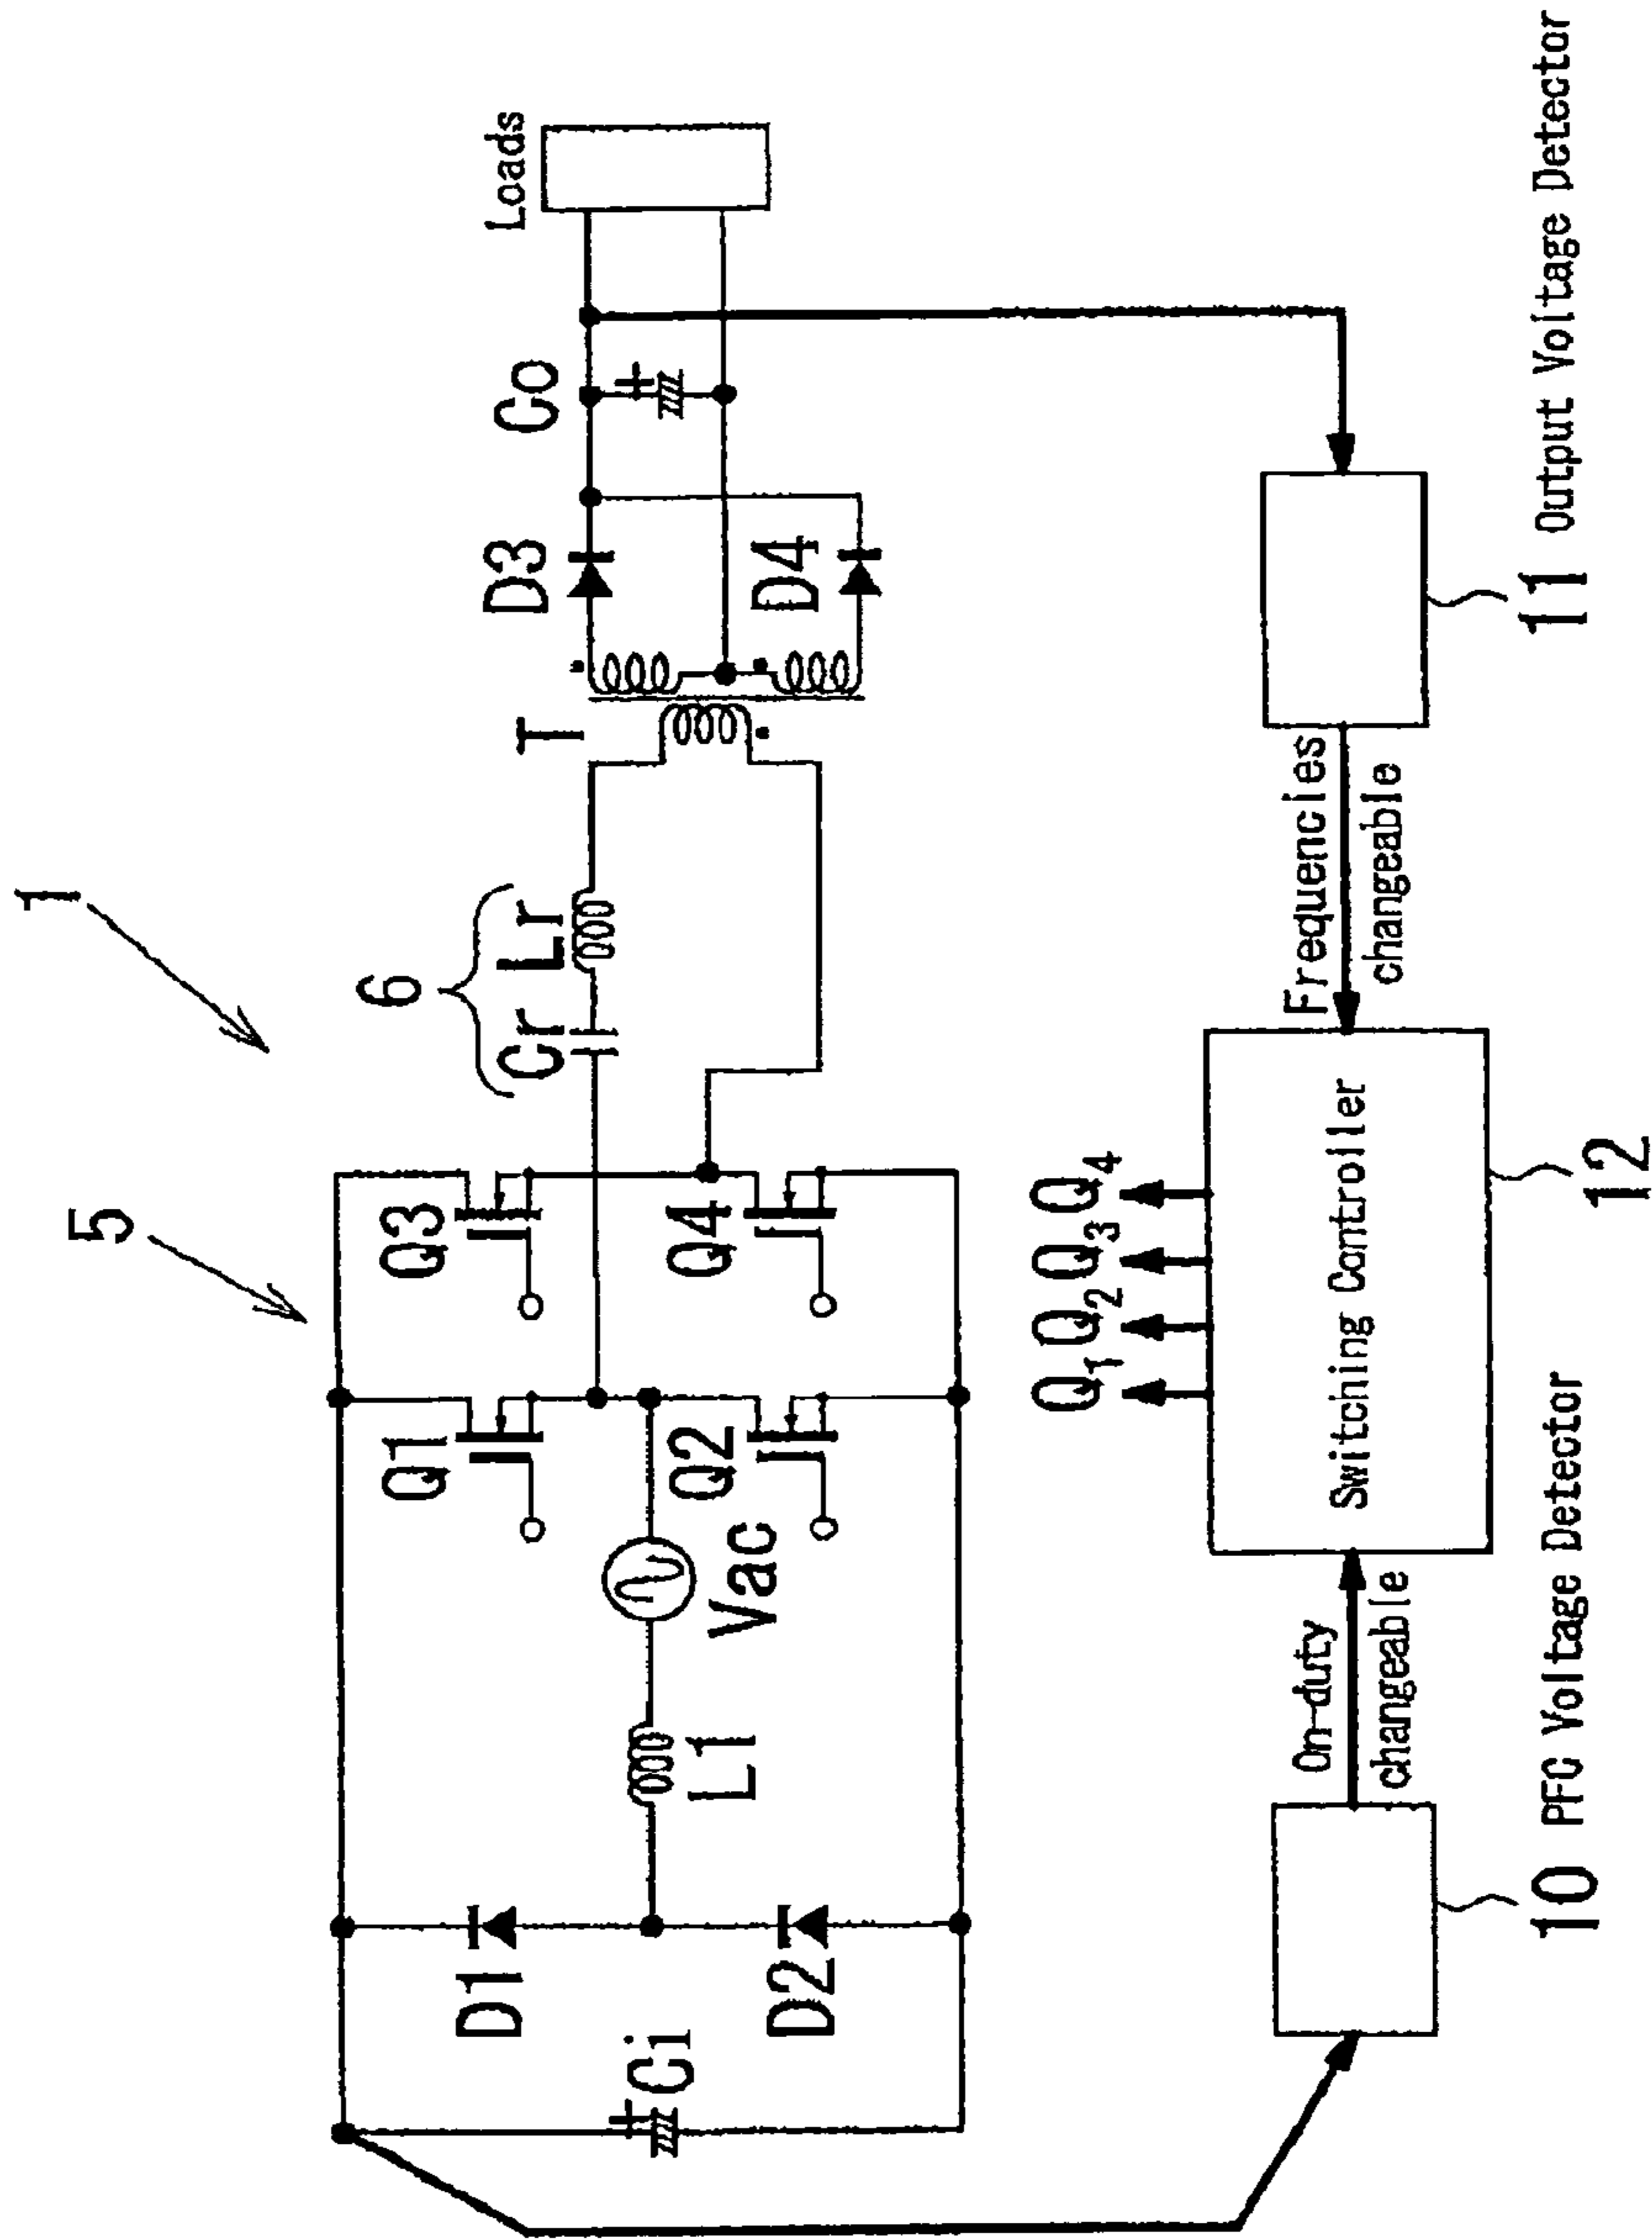 1
5
6
Cr Lr
T
D3
D4
Co
Loads
Q1
Q2
Q3
Q4
Vac
L1
D1
D2
Ci
Q1 Q2 Q3 Q4
On-duty
changeable
Switching Controller
Frequencies
changeable
10 PFC Voltage Detector
12
11 Output Voltage Detector